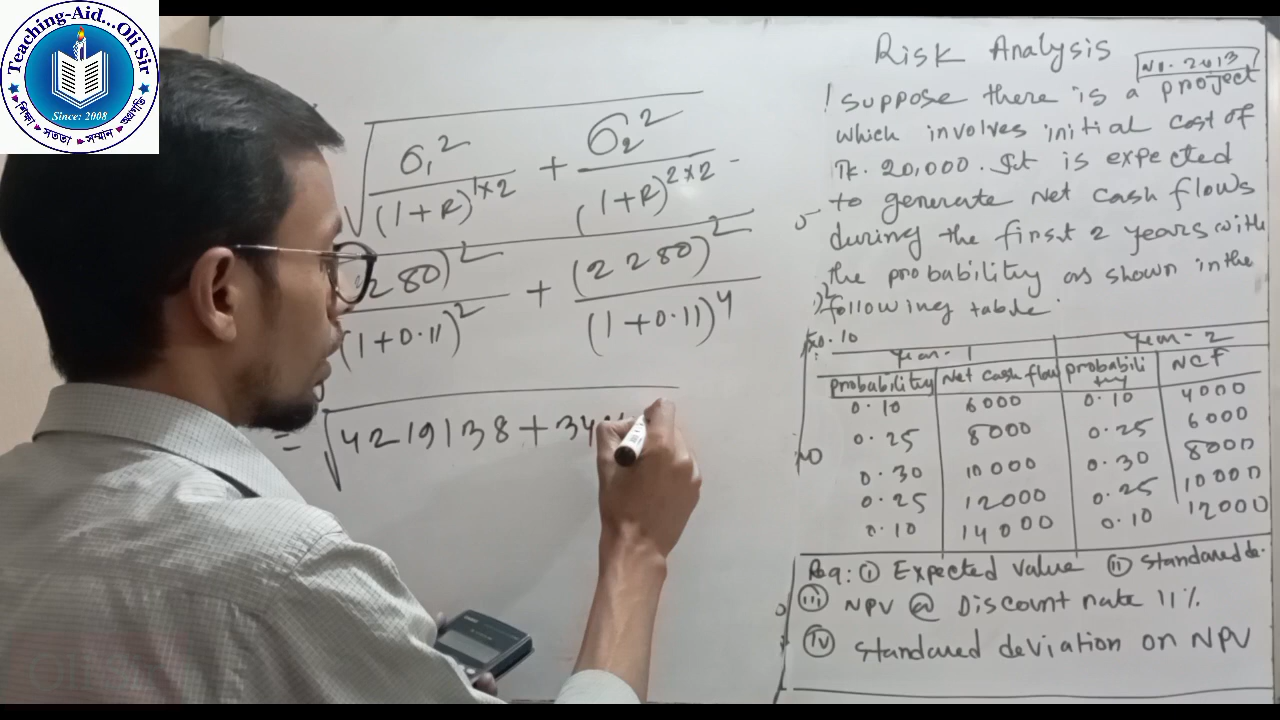 Teaching-Aid...Oli Sir
Since: 2008
শিক্ষা সততা সম্মান অগ্রগতি
σ₁² + σ₂²
(1+R)^1×2 (1+R)^2×2
280)² + (2280)²
(1+0.11)² (1+0.11)^4
= √4219138 + 34
Risk Analysis
NU. 2013
suppose there is a project
which involves initial cost of
Tk. 20,000. It is expected
to generate Net cash flows
during the first 2 years with
the probability as shown in the
following table.
Year-1 Year-2
probability Net cash flow probability NCF
0.10 6000 0.10 4000
0.25 8000 0.25 6000
0.30 10000 0.30 8000
0.25 12000 0.25 10000
0.10 14000 0.10 12000
Req: (i) Expected value (ii) Standared de.
(iii) NPV @ Discount rate 11%
(iv) Standared deviation on NPV